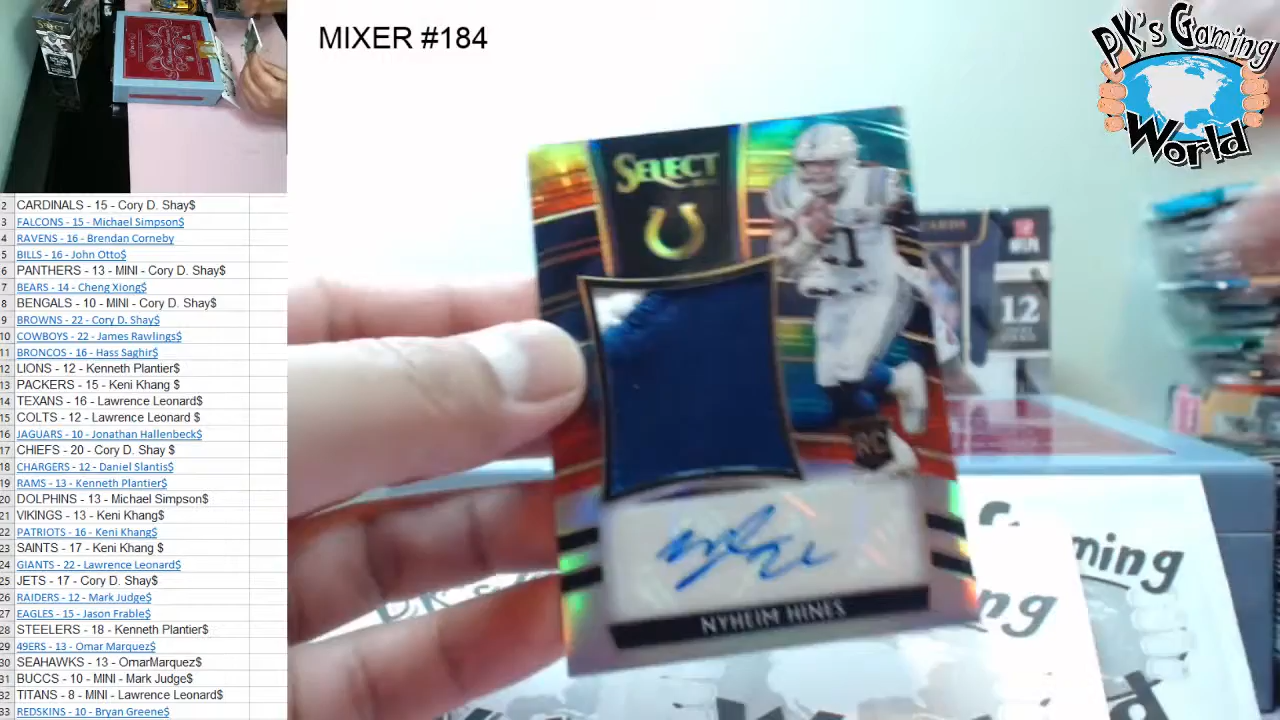 MIXER #184
PK's Gaming
World
SELECT
21
RC
NYHEIM HINES
12
2 CARDINALS - 15 - Cory D. Shay$
3 FALCONS - 15 - Michael Simpson$
4 RAVENS - 16 - Brendan Corneby
5 BILLS - 16 - John Otto$
6 PANTHERS - 13 - MINI - Cory D. Shay$
7 BEARS - 14 - Cheng Xiong$
8 BENGALS - 10 - MINI - Cory D. Shay$
9 BROWNS - 22 - Cory D. Shay$
10 COWBOYS - 22 - James Rawlings$
11 BRONCOS - 16 - Hass Saghir$
12 LIONS - 12 - Kenneth Plantier$
13 PACKERS - 15 - Keni Khang $
14 TEXANS - 16 - Lawrence Leonard$
15 COLTS - 12 - Lawrence Leonard $
16 JAGUARS - 10 - Jonathan Hallenbeck$
17 CHIEFS - 20 - Cory D. Shay $
18 CHARGERS - 12 - Daniel Slantis$
19 RAMS - 13 - Kenneth Plantier$
20 DOLPHINS - 13 - Michael Simpson$
21 VIKINGS - 13 - Keni Khang$
22 PATRIOTS - 16 - Keni Khang$
23 SAINTS - 17 - Keni Khang $
24 GIANTS - 22 - Lawrence Leonard$
25 JETS - 17 - Cory D. Shay$
26 RAIDERS - 12 - Mark Judge$
27 EAGLES - 15 - Jason Frable$
28 STEELERS - 18 - Kenneth Plantier$
29 49ERS - 13 - Omar Marquez$
30 SEAHAWKS - 13 - OmarMarquez$
31 BUCCS - 10 - MINI - Mark Judge$
32 TITANS - 8 - MINI - Lawrence Leonard$
33 REDSKINS - 10 - Bryan Greene$